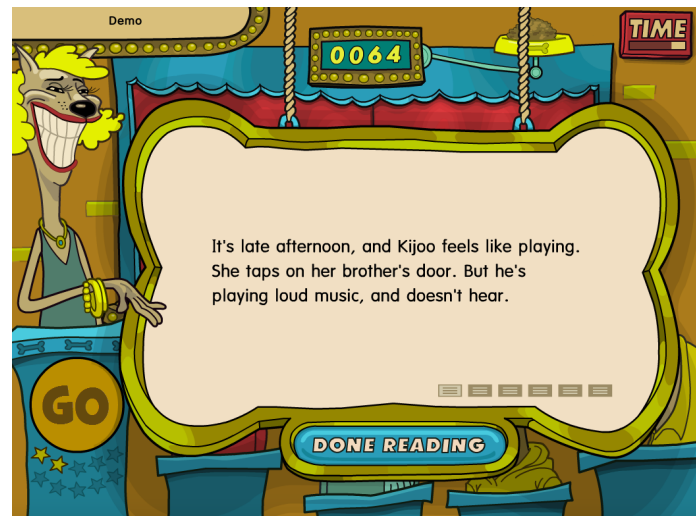 Demo
0064
TIME
It's late afternoon, and Kijoo feels like playing.
She taps on her brother's door. But he's
playing loud music, and doesn't hear.
GO
DONE READING